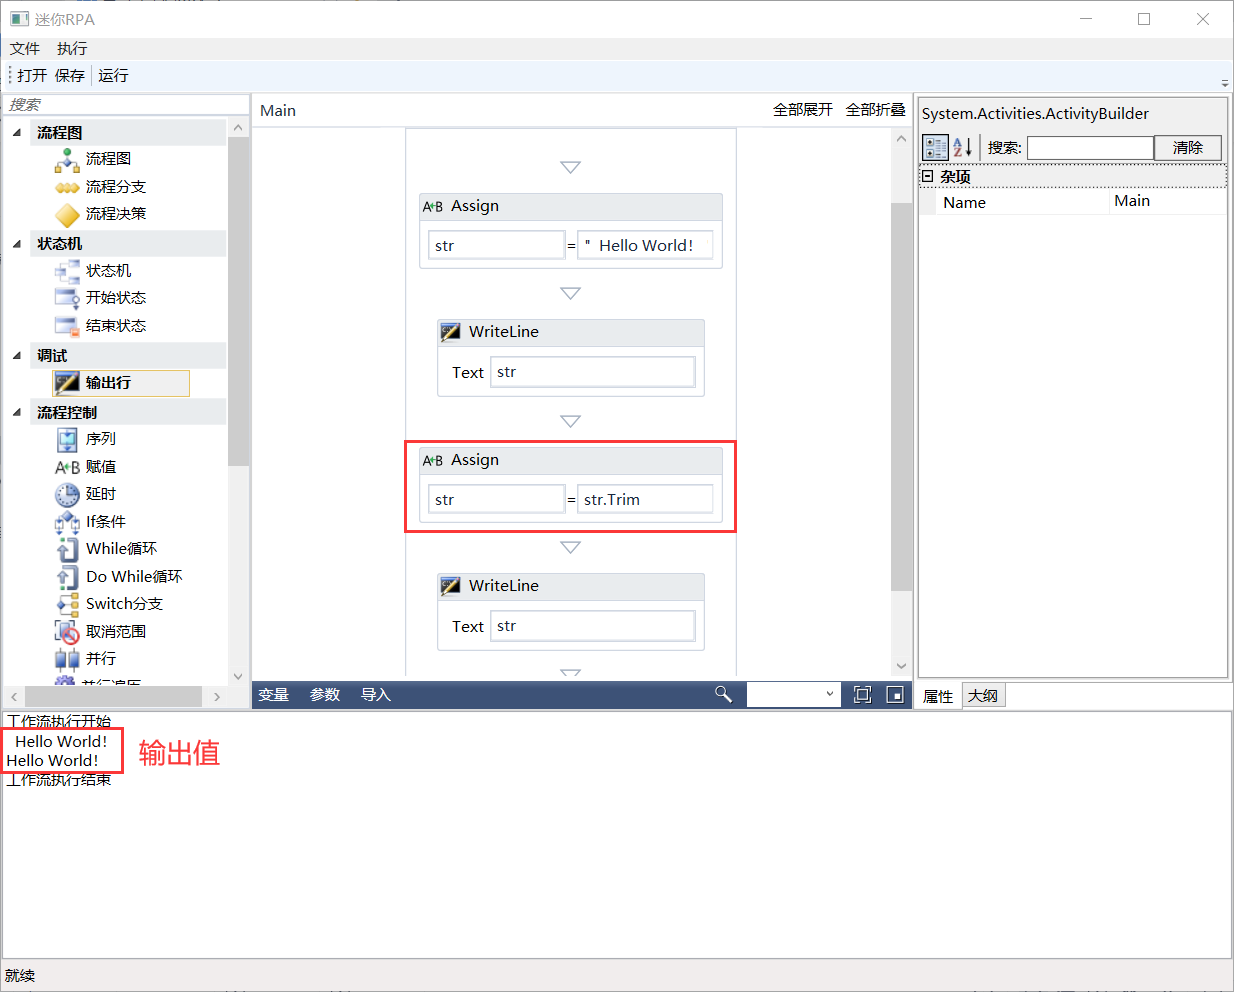 迷你RPA
文件 执行
打开 保存 运行
搜索
流程图
流程图
流程分支
流程决策
状态机
状态机
开始状态
结束状态
调试
输出行
流程控制
序列
A←B 赋值
延时
If条件
While循环
Do While循环
Switch分支
取消范围
并行
并行遍历
Main 全部展开 全部折叠
A←B Assign
str = " Hello World!
WriteLine
Text str
A←B Assign
str = str.Trim
WriteLine
Text str
变量 参数 导入
System.Activities.ActivityBuilder
搜索: 清除
杂项
Name Main
属性 大纲
工作流执行开始
Hello World!
Hello World!
输出值
工作流执行结束
就续